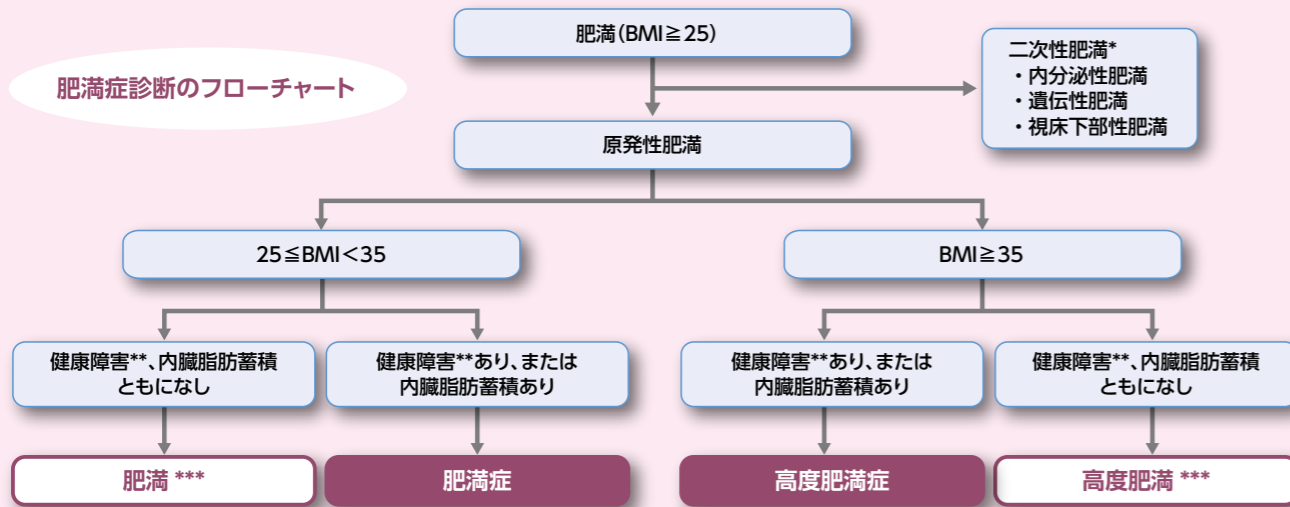 肥満症診断のフローチャート
肥満(BMI≧25)
二次性肥満*
・内分泌性肥満
・遺伝性肥満
・視床下部性肥満
原発性肥満
25≦BMI<35
BMI≧35
健康障害**、内臓脂肪蓄積
ともになし
健康障害**あり、または
内臓脂肪蓄積あり
健康障害**あり、または
内臓脂肪蓄積あり
健康障害**、内臓脂肪蓄積
ともになし
肥満 ***
肥満症
高度肥満症
高度肥満 ***